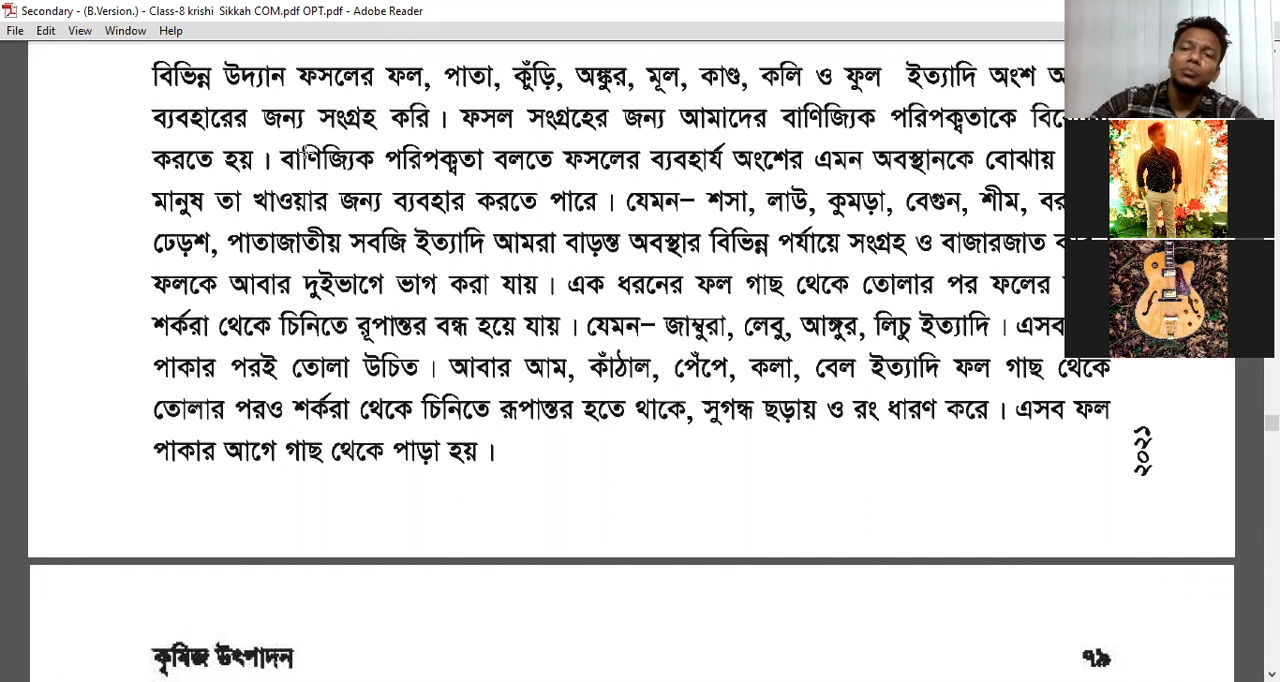 Secondary - (B.Version.) - Class-8 krishi Sikkah COM.pdf OPT.pdf - Adobe Reader
File Edit View Window Help
বিভিন্ন উদ্যান ফসলের ফল, পাতা, কুঁড়ি, অঙ্কুর, মূল, কাণ্ড, কলি ও ফুল ইত্যাদি অংশ
ব্যবহারের জন্য সংগ্রহ করি। ফসল সংগ্রহের জন্য আমাদের বাণিজ্যিক পরিপক্বতাকে
করতে হয়। বাণিজ্যিক পরিপক্বতা বলতে ফসলের ব্যবহার্য অংশের এমন অবস্থানকে বোঝায়
মানুষ তা খাওয়ার জন্য ব্যবহার করতে পারে। যেমন– শসা, লাউ, কুমড়া, বেগুন, শীম,
ঢেড়শ, পাতাজাতীয় সবজি ইত্যাদি আমরা বাড়ন্ত অবস্থার বিভিন্ন পর্যায়ে সংগ্রহ ও বাজারজাত
ফলকে আবার দুইভাগে ভাগ করা যায়। এক ধরনের ফল গাছ থেকে তোলার পর ফলের
শর্করা থেকে চিনিতে রূপান্তর বন্ধ হয়ে যায়। যেমন– জাম্বুরা, লেবু, আঙ্গুর, লিচু ইত্যাদি। এসব
পাকার পরই তোলা উচিত। আবার আম, কাঁঠাল, পেঁপে, কলা, বেল ইত্যাদি ফল গাছ থেকে
তোলার পরও শর্করা থেকে চিনিতে রূপান্তর হতে থাকে, সুগন্ধ ছড়ায় ও রং ধারণ করে। এসব ফল
পাকার আগে গাছ থেকে পাড়া হয়।
২০২১
কৃষিজ উৎপাদন ৭৯